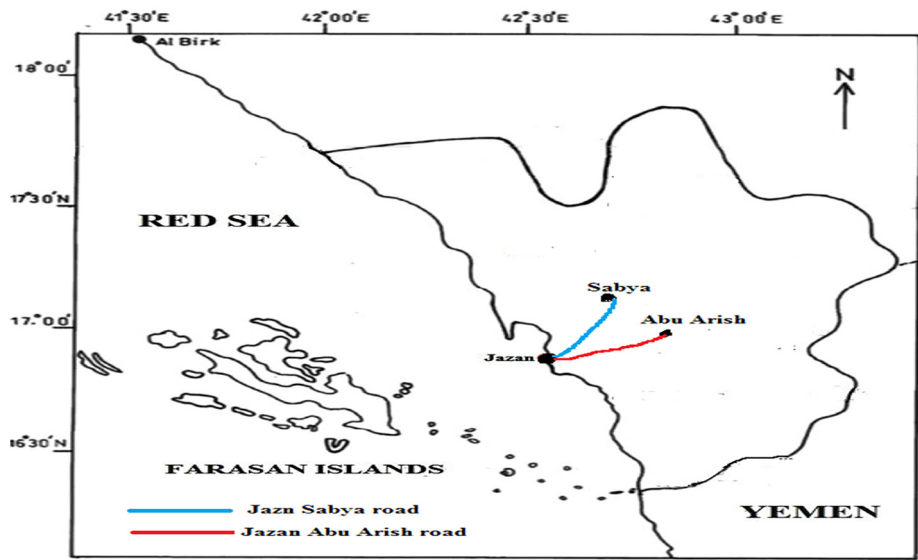 41°30'E
42°00'E
42°30'E
43°00'E
Al Birk
18°00'
N
17°30'N
RED SEA
Sabya
Abu Arish
17°00'
Jazan
16°30'N
FARASAN ISLANDS
Jazn Sabya road
YEMEN
Jazan Abu Arish road